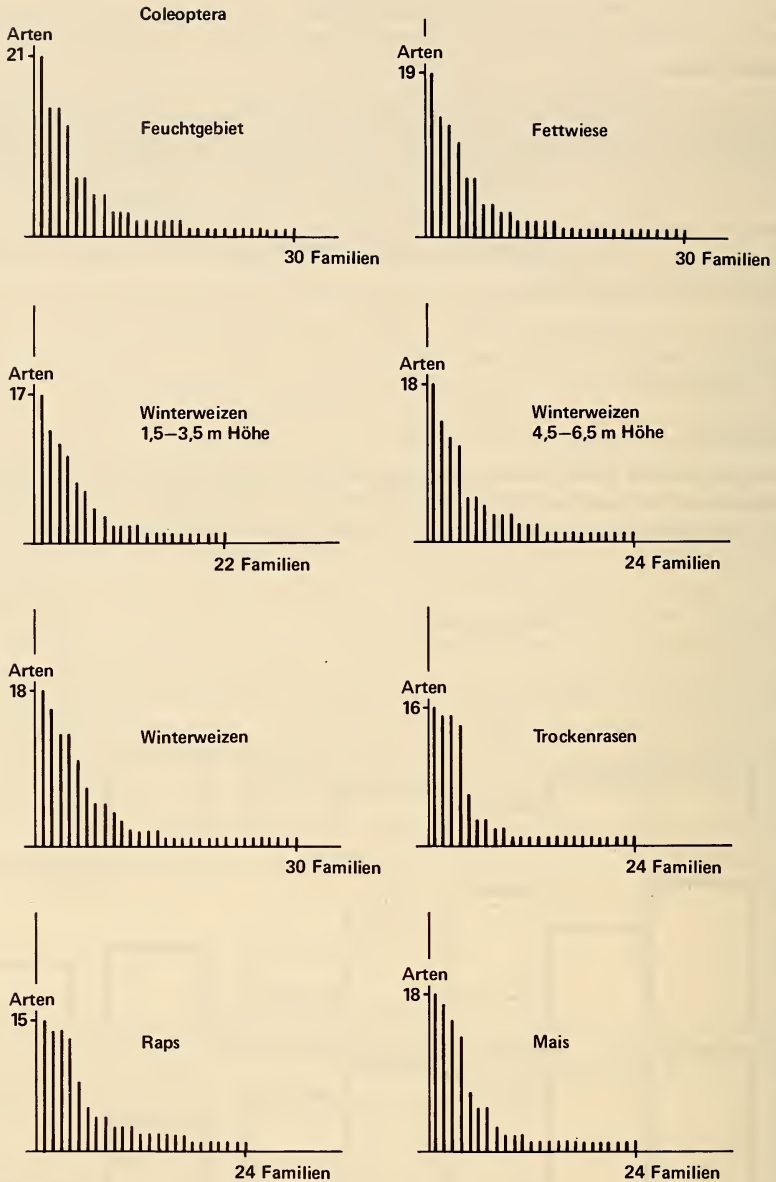 Coleoptera
Arten
21
Feuchtgebiet
30 Familien
Arten
19
Fettwiese
30 Familien
Arten
17
Winterweizen
1,5—3,5 m Höhe
22 Familien
Arten
18
Winterweizen
4,5—6,5 m Höhe
24 Familien
Arten
18
Winterweizen
30 Familien
Arten
16
Trockenrasen
24 Familien
Arten
15
Raps
24 Familien
Arten
18
Mais
24 Familien